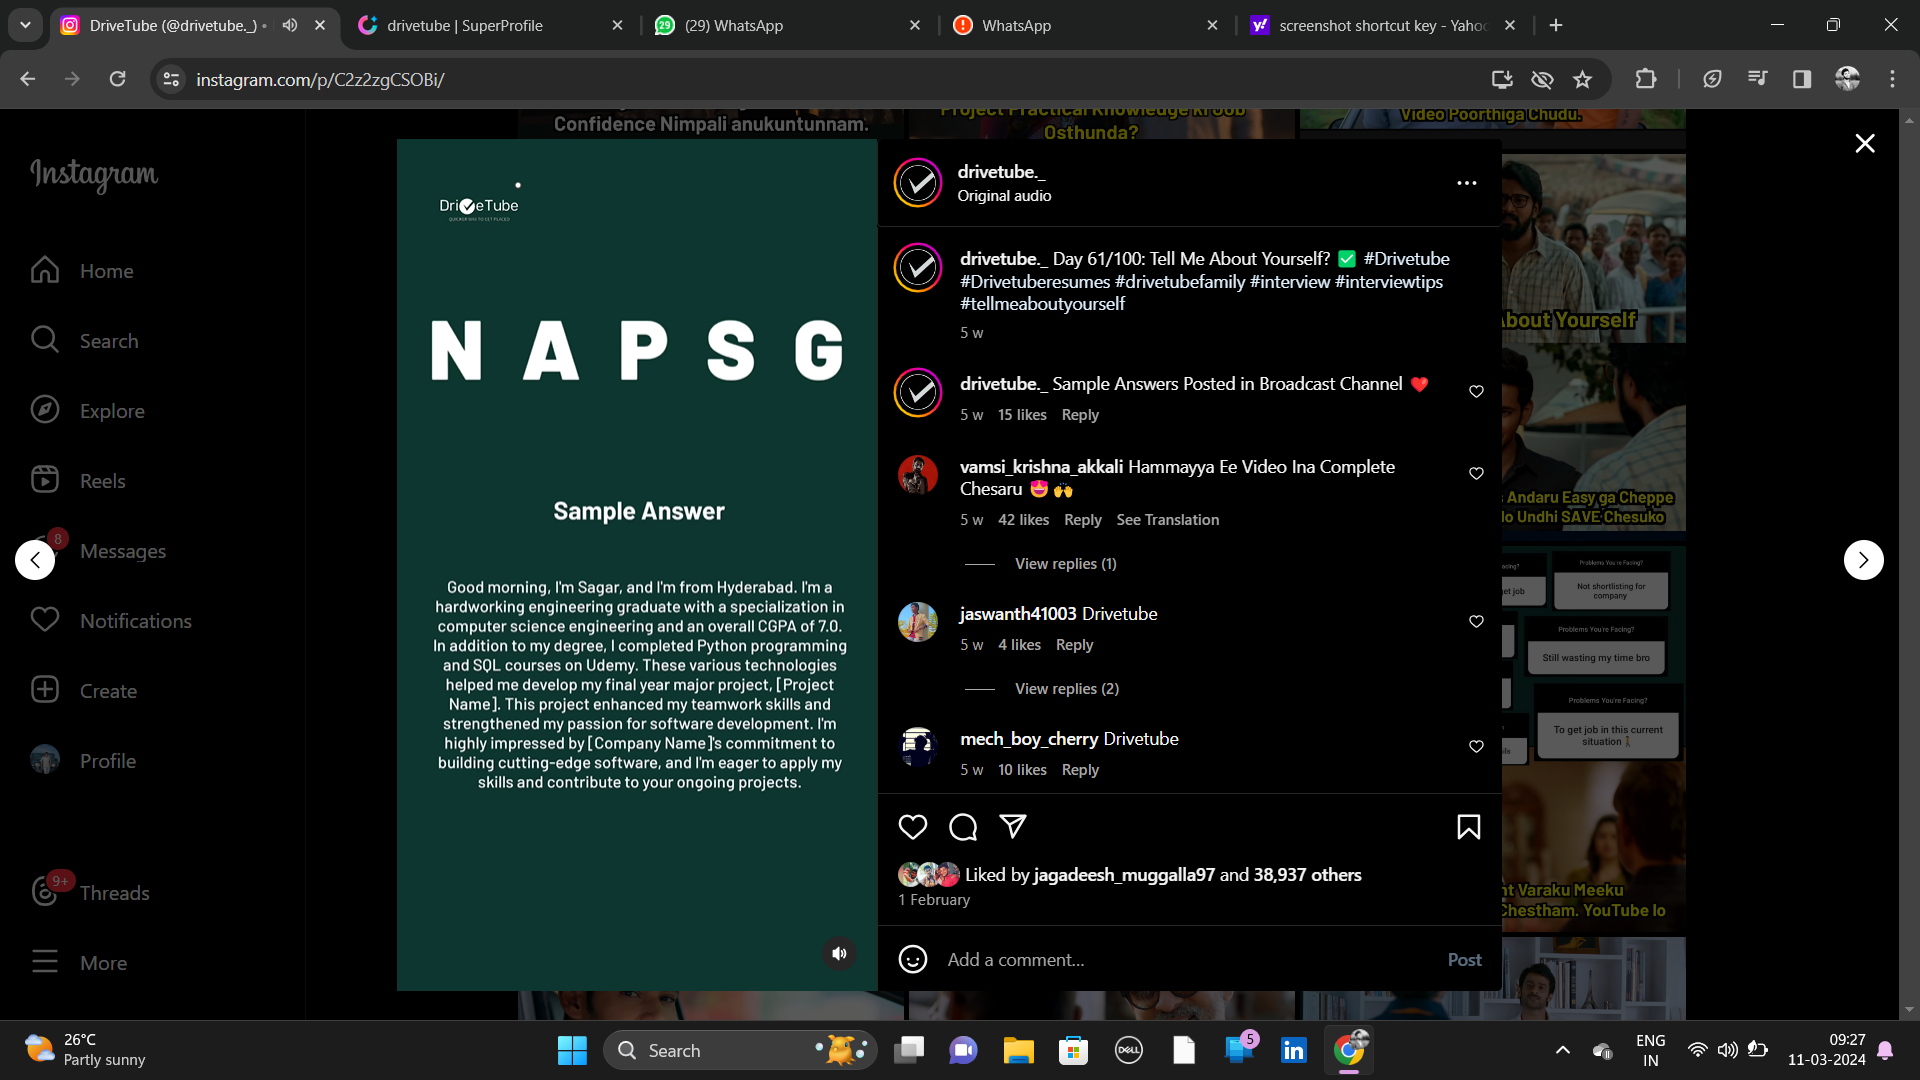 DriveTube (@drivetube._) •
drivetube | SuperProfile
(29) WhatsApp
WhatsApp
screenshot shortcut key - Yahoo
instagram.com/p/C2z2zgCSOBi/
Confidence Nimpali anukuntunnam.
Project Practical Knowledge ki Job
Osthunda?
Video Poorthiga Chudu.
Instagram
Home
Search
Explore
Reels
8
Messages
Notifications
Create
Profile
9+
Threads
More
DriveTube
QUICKER WAY TO GET PLACED
N A P S G
Sample Answer
Good morning, I'm Sagar, and I'm from Hyderabad. I'm a
hardworking engineering graduate with a specialization in
computer science engineering and an overall CGPA of 7.0.
In addition to my degree, I completed Python programming
and SQL courses on Udemy. These various technologies
helped me develop my final year major project, [Project
Name]. This project enhanced my teamwork skills and
strengthened my passion for software development. I'm
highly impressed by [Company Name]'s commitment to
building cutting-edge software, and I'm eager to apply my
skills and contribute to your ongoing projects.
drivetube._
Original audio
drivetube._ Day 61/100: Tell Me About Yourself? ✅ #Drivetube
#Drivetuberesumes #drivetubefamily #interview #interviewtips
#tellmeaboutyourself
5 w
drivetube._ Sample Answers Posted in Broadcast Channel ❤️
5 w 15 likes Reply
vamsi_krishna_akkali Hammayya Ee Video Ina Complete
Chesaru 🤩 🙌
5 w 42 likes Reply See Translation
View replies (1)
jaswanth41003 Drivetube
5 w 4 likes Reply
View replies (2)
mech_boy_cherry Drivetube
5 w 10 likes Reply
Liked by jagadeesh_muggalla97 and 38,937 others
1 February
Add a comment...
Post
About Yourself
Andaru Easy ga Cheppe
lo Undhi SAVE Chesuko
Problems You're Facing?
Not shortlisting for
company
get job
Problems You're Facing?
Still wasting my time bro
Problems You're Facing?
To get job in this current
situation
Varaku Meeku
Chestham. YouTube lo
26°C
Partly sunny
Search
DELL
5
in
ENG
IN
09:27
11-03-2024